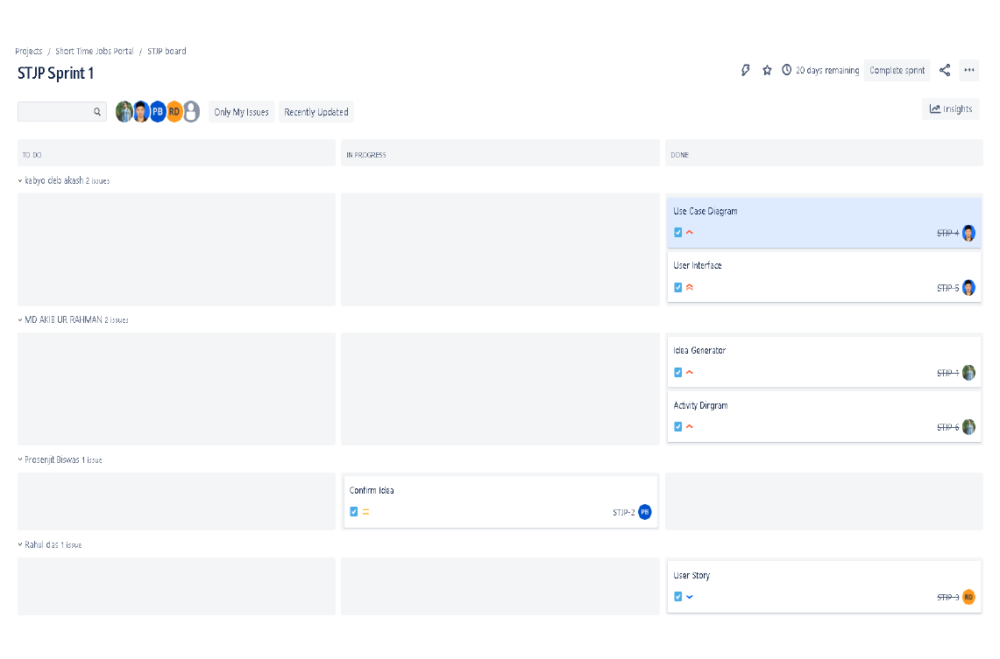 Projects / Short Time Jobs Portal / STJP board
STJP Sprint 1
20 days remaining
Complete sprint
PB
RD
Only My Issues
Recently Updated
Insights
TO DO
IN PROGRESS
DONE
kabyo deb akash 2 issues
Use Case Diagram
STJP-4
User Interface
STJP-5
MD AKIB UR RAHMAN 2 issues
Idea Generator
STJP-1
Activity Dirgram
STJP-6
Prosenjit Biswas 1 issue
Confirm Idea
STJP-2 PB
Rahul das 1 issue
User Story
STJP-3 RD